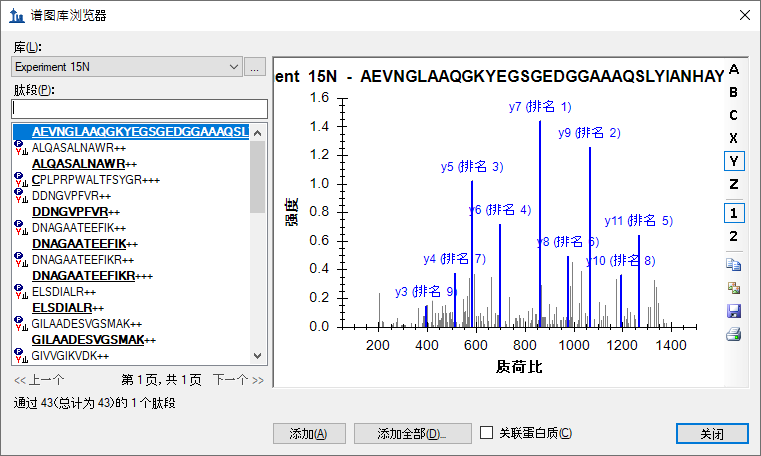 谱图库浏览器
库(L):
Experiment 15N
...
肽段(P):
AEVNGLAAQGKYEGSGEDGGAAAQSL
ALQASALNAWR++
ALQASALNAWR++
CPLPRPWALTFSYGR+++
DDNGVPFVR++
DDNGVPFVR++
DNAGAATEEFIK++
DNAGAATEEFIK++
DNAGAATEEFIKR++
DNAGAATEEFIKR+++
ELSDIALR++
ELSDIALR++
GILAADESVGSMAK++
GILAADESVGSMAK++
GIVVGIKVDK++
<< 上一个
第 1 页, 共 1 页
下一个 >>
通过 43(总计为 43)的 1 个肽段
ent 15N - AEVNGLAAQGKYEGSGEDGGAAAQSLYIANHAY
强度
1.6
1.4
1.2
1.0
0.8
0.6
0.4
0.2
0.0
y7 (排名 1)
y9 (排名 2)
y5 (排名 3)
y6 (排名 4)
y11 (排名 5)
y8 (排名 6)
y4 (排名 7)
y10 (排名 8)
y3 (排名 9)
200 400 600 800 1000 1200 1400
质荷比
A
B
C
X
Y
Z
1
2
添加(A)
添加全部(D)...
关联蛋白质(C)
关闭